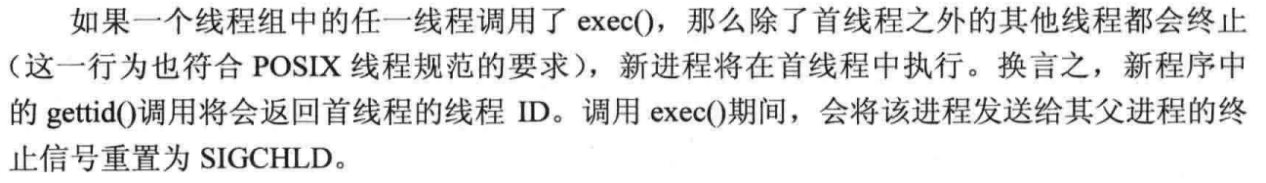 如果一个线程组中的任一线程调用了 exec()，那么除了首线程之外的其他线程都会终止
（这一行为也符合 POSIX 线程规范的要求），新进程将在首线程中执行。换言之，新程序中
的 gettid()调用将会返回首线程的线程 ID。调用 exec()期间，会将该进程发送给其父进程的终
止信号重置为 SIGCHLD。